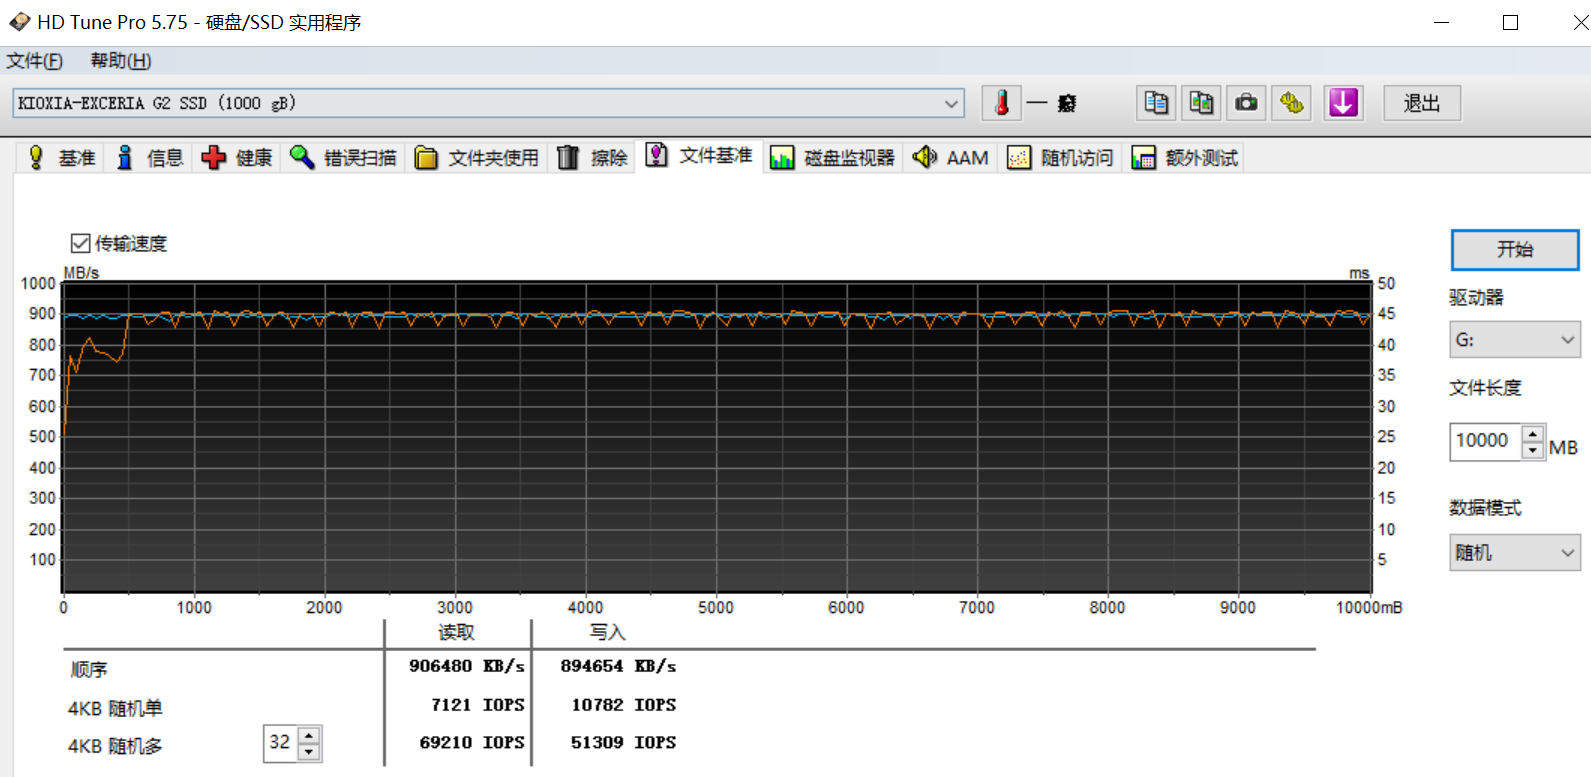 HD Tune Pro 5.75 - 硬盘/SSD 实用程序
文件(F) 帮助(H)
KIOXIA-EXCERIA G2 SSD (1000 gB)
退出
基准 信息 健康 错误扫描 文件夹使用 擦除 文件基准 磁盘监视器 AAM 随机访问 额外测试
传输速度
MB/s ms
1000 50
900 45
800 40
700 35
600 30
500 25
400 20
300 15
200 10
100 5
0 1000 2000 3000 4000 5000 6000 7000 8000 9000 10000mB
开始
驱动器
G:
文件长度
10000 MB
数据模式
随机
读取 写入
顺序 906480 KB/s 894654 KB/s
4KB 随机单 7121 IOPS 10782 IOPS
4KB 随机多 32 69210 IOPS 51309 IOPS